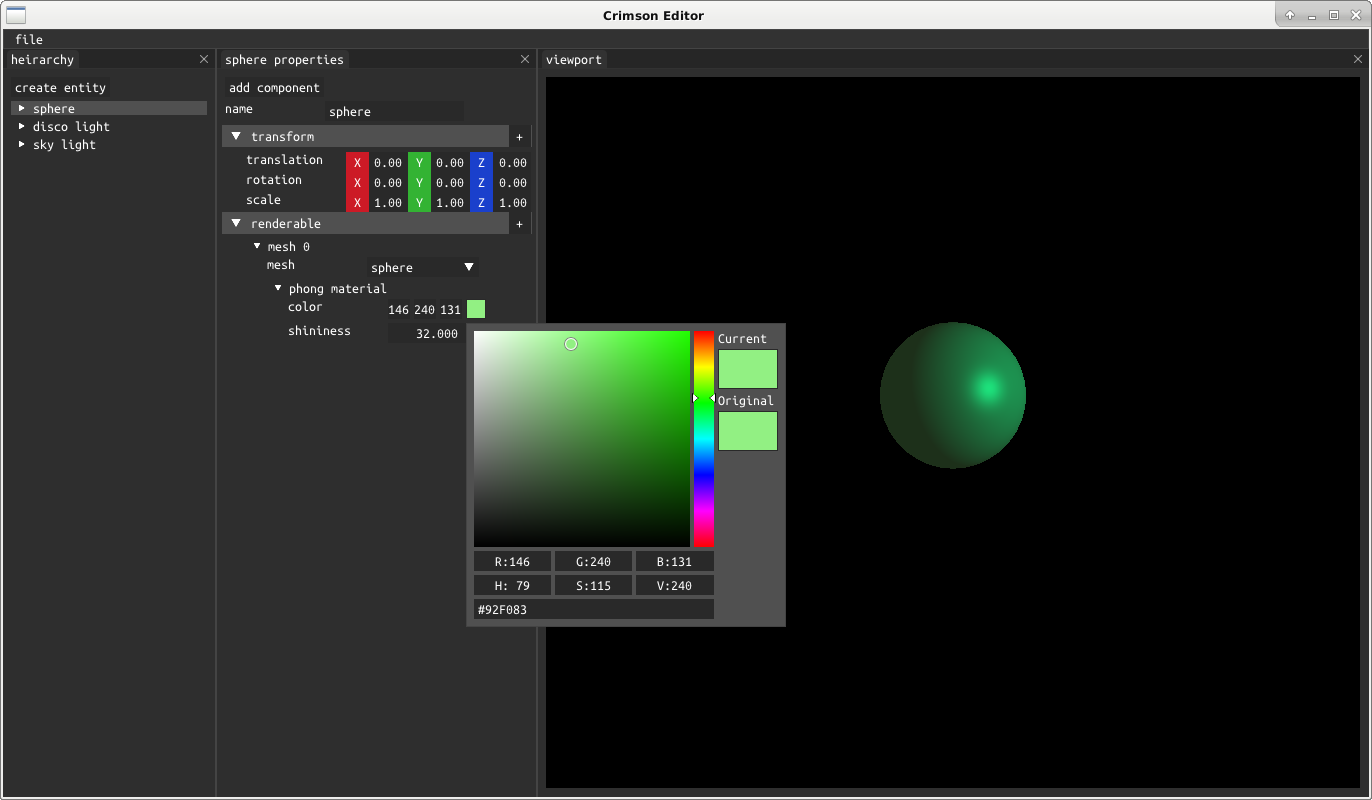 Crimson Editor
file
heirarchy
create entity
sphere
disco light
sky light
sphere properties
add component
name sphere
transform +
translation X 0.00 Y 0.00 Z 0.00
rotation X 0.00 Y 0.00 Z 0.00
scale X 1.00 Y 1.00 Z 1.00
renderable +
mesh 0
mesh sphere
phong material
color 146 240 131
shininess 32.000
Current
Original
R:146 G:240 B:131
H: 79 S:115 V:240
#92F083
viewport